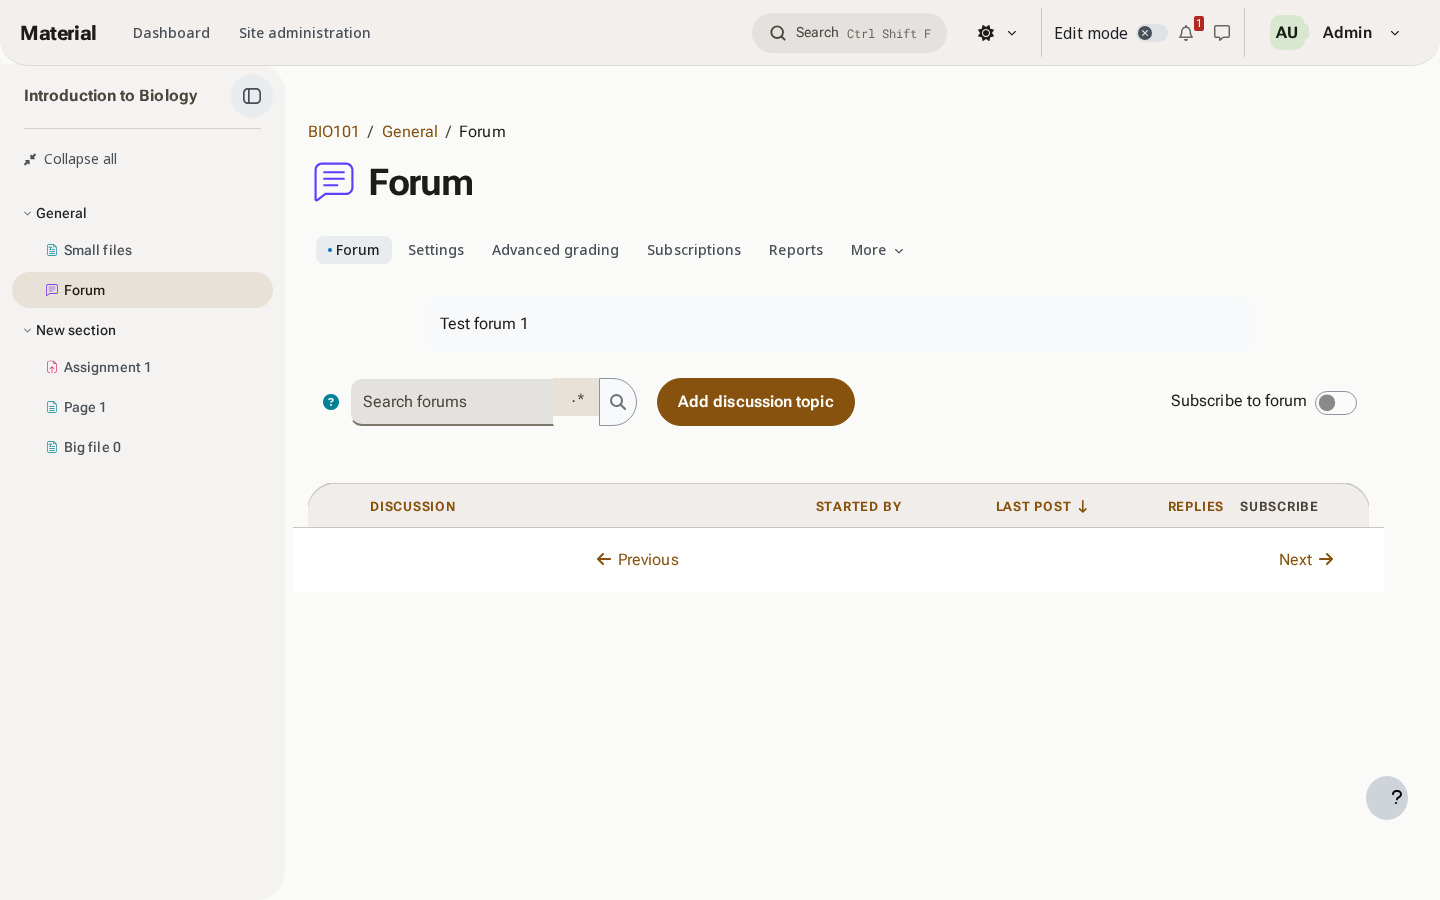 Material
Dashboard
Site administration
Search Ctrl Shift F
Edit mode
1
AU
Admin
Introduction to Biology
Collapse all
General
Small files
Forum
New section
Assignment 1
Page 1
Big file 0
BIO101 / General / Forum
Forum
Forum Settings Advanced grading Subscriptions Reports More
Test forum 1
? Search forums .* Add discussion topic Subscribe to forum
DISCUSSION STARTED BY LAST POST ↓ REPLIES SUBSCRIBE
← Previous Next →
?